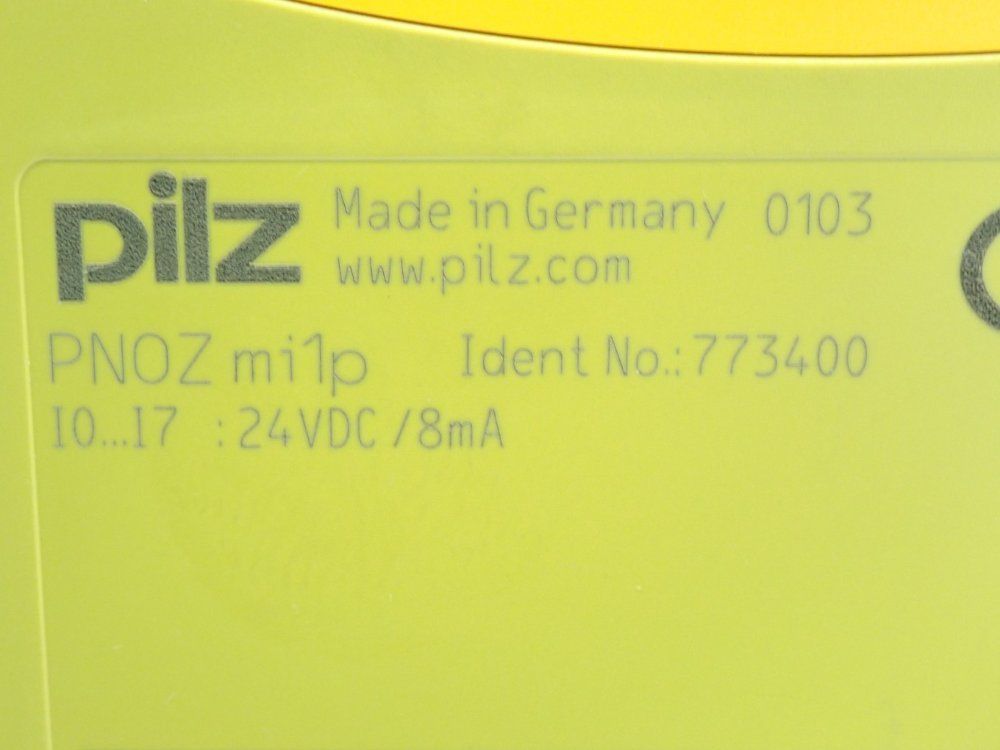 pilz
Made in Germany 0103
www.pilz.com
PNOZ mi1p Ident No.:773400
I0...I7 :24VDC /8mA